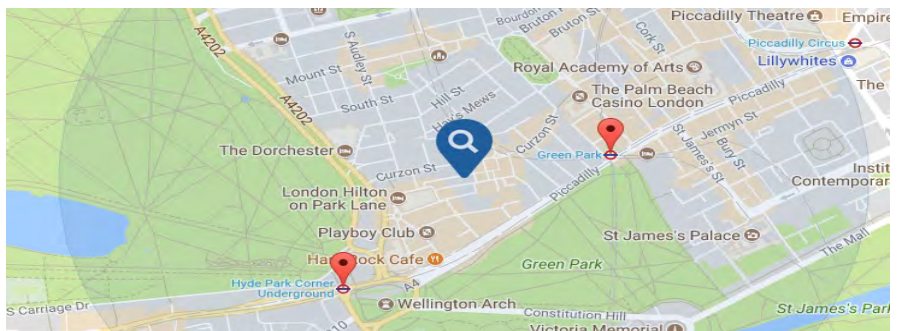 Bourdon
Bruton
Bruton St
Cork St
Piccadilly Theatre
Empire
A4202
S Audley St
Piccadilly Circus
Lillywhites
Mount St
Royal Academy of Arts
The
A4202
South St
Hill St
Hay's Mews
The Palm Beach
Casino London
Piccadilly
Jermyn St
The Dorchester
Curzon St
Curzon St
Green Park
St James's St
Bury St
Instit
Contemporar
London Hilton
on Park Lane
Piccadilly
Playboy Club
St James's Palace
The Mall
Hard Rock Cafe
Green Park
Hyde Park Corner
Underground
A4
S Carriage Dr
Wellington Arch
Constitution Hill
St James's Park
Victoria Memorial